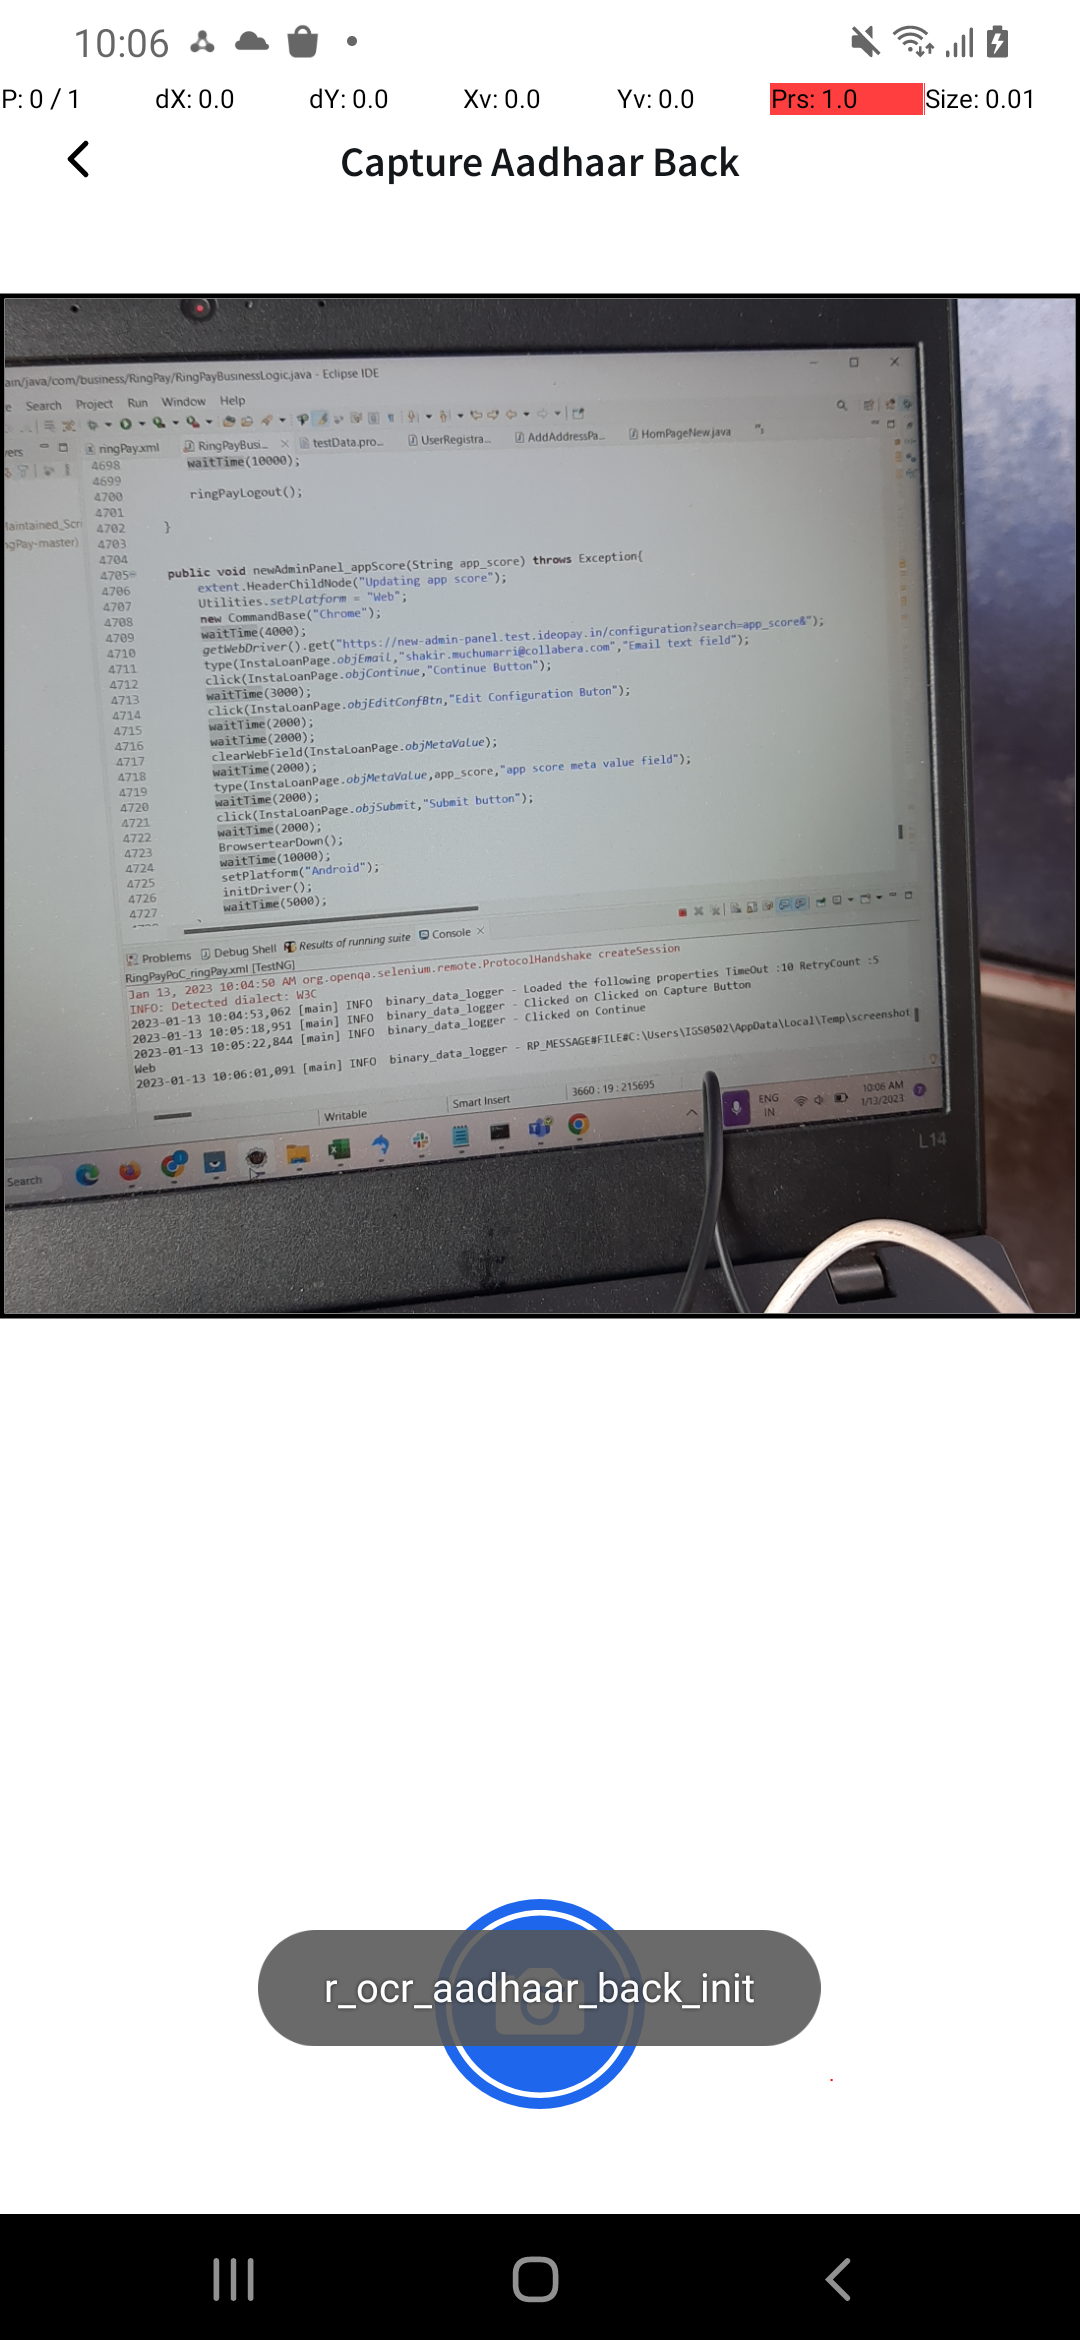 10:06
P: 0 / 1 dX: 0.0 dY: 0.0 Xv: 0.0 Yv: 0.0 Prs: 1.0 Size: 0.01
Capture Aadhaar Back
ain/java/com/business/RingPay/RingPayBusinessLogic.java - Eclipse IDE
e Search Project Run Window Help
ringPay.xml RingPayBusi... testData.pro... UserRegistra... AddAddressPa... HomPageNew.java
4698 waitTime(10000);
4699
4700 ringPayLogout();
4701
4702 }
4703
4704
4705 public void newAdminPanel_appScore(String app_score) throws Exception{
4706 extent.HeaderChildNode("Updating app score");
4707 Utilities.setPlatform = "Web";
4708 new CommandBase("Chrome");
4709 waitTime(4000);
4710 getWebDriver().get("https://new-admin-panel.test.ideopay.in/configuration?search=app_score&");
4711 type(InstaLoanPage.objEmail,"shakir.muchumarri@collabera.com","Email text field");
4712 click(InstaLoanPage.objContinue,"Continue Button");
4713 waitTime(3000);
4714 click(InstaLoanPage.objEditConfBtn,"Edit Configuration Buton");
4715 waitTime(2000);
4716 waitTime(2000);
4717 clearWebField(InstaLoanPage.objMetaValue);
4718 waitTime(2000);
4719 type(InstaLoanPage.objMetaValue,app_score,"app score meta value field");
4720 waitTime(2000);
4721 click(InstaLoanPage.objSubmit,"Submit button");
4722 waitTime(2000);
4723 BrowsertearDown();
4724 waitTime(10000);
4725 setPlatform("Android");
4726 initDriver();
4727 waitTime(5000);
Problems Debug Shell Results of running suite Console
RingPayPoC_ringPay.xml [TestNG]
Jan 13, 2023 10:04:50 AM org.openqa.selenium.remote.ProtocolHandshake createSession
INFO: Detected dialect: W3C
2023-01-13 10:04:53,062 [main] INFO binary_data_logger - Loaded the following properties TimeOut :10 RetryCount :5
2023-01-13 10:05:18,951 [main] INFO binary_data_logger - Clicked on Clicked on Capture Button
2023-01-13 10:05:22,844 [main] INFO binary_data_logger - Clicked on Continue
Web
2023-01-13 10:06:01,091 [main] INFO binary_data_logger - RP_MESSAGE#FILE#C:\Users\IGS0502\AppData\Local\Temp\screenshot
Writable Smart Insert 3660 : 19 : 215695
Search
ENG
IN
10:06 AM
1/13/2023
L14
r_ocr_aadhaar_back_init